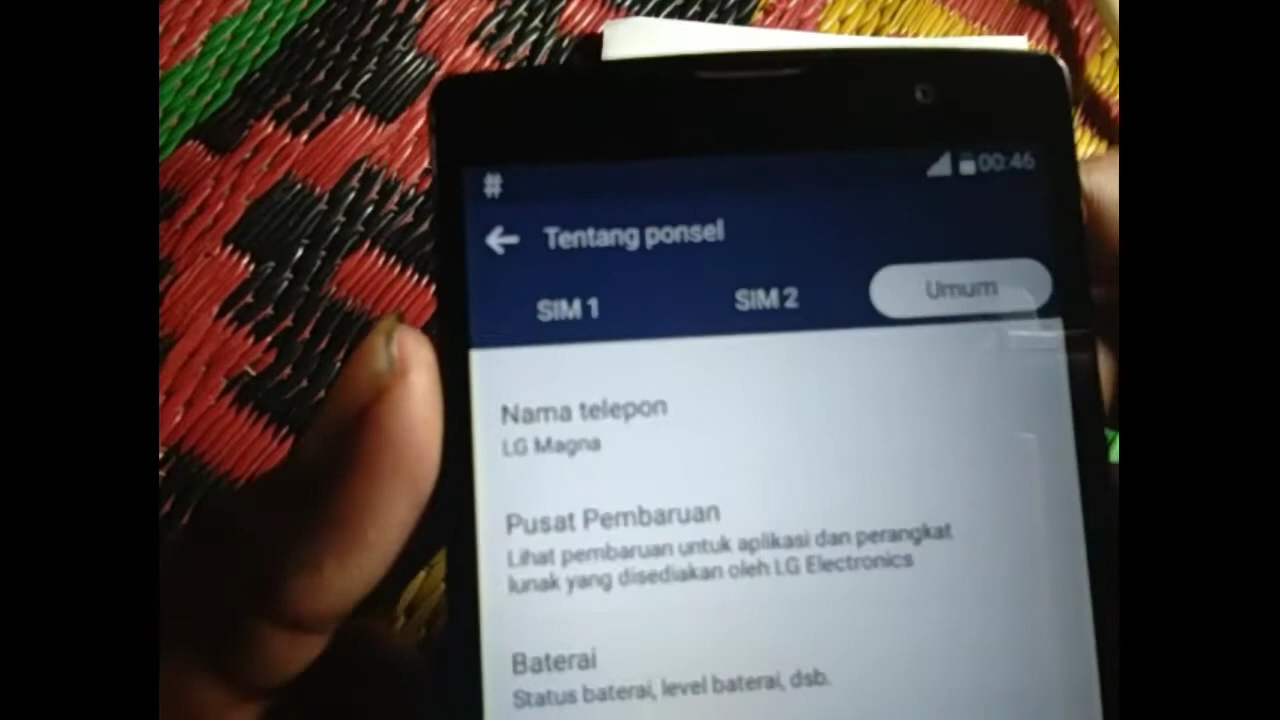 #
00:46
Tentang ponsel
SIM 1
SIM 2
Umum
Nama telepon
LG Magna
Pusat Pembaruan
Lihat pembaruan untuk aplikasi dan perangkat
lunak yang disediakan oleh LG Electronics
Baterai
Status baterai, level baterai, dsb.